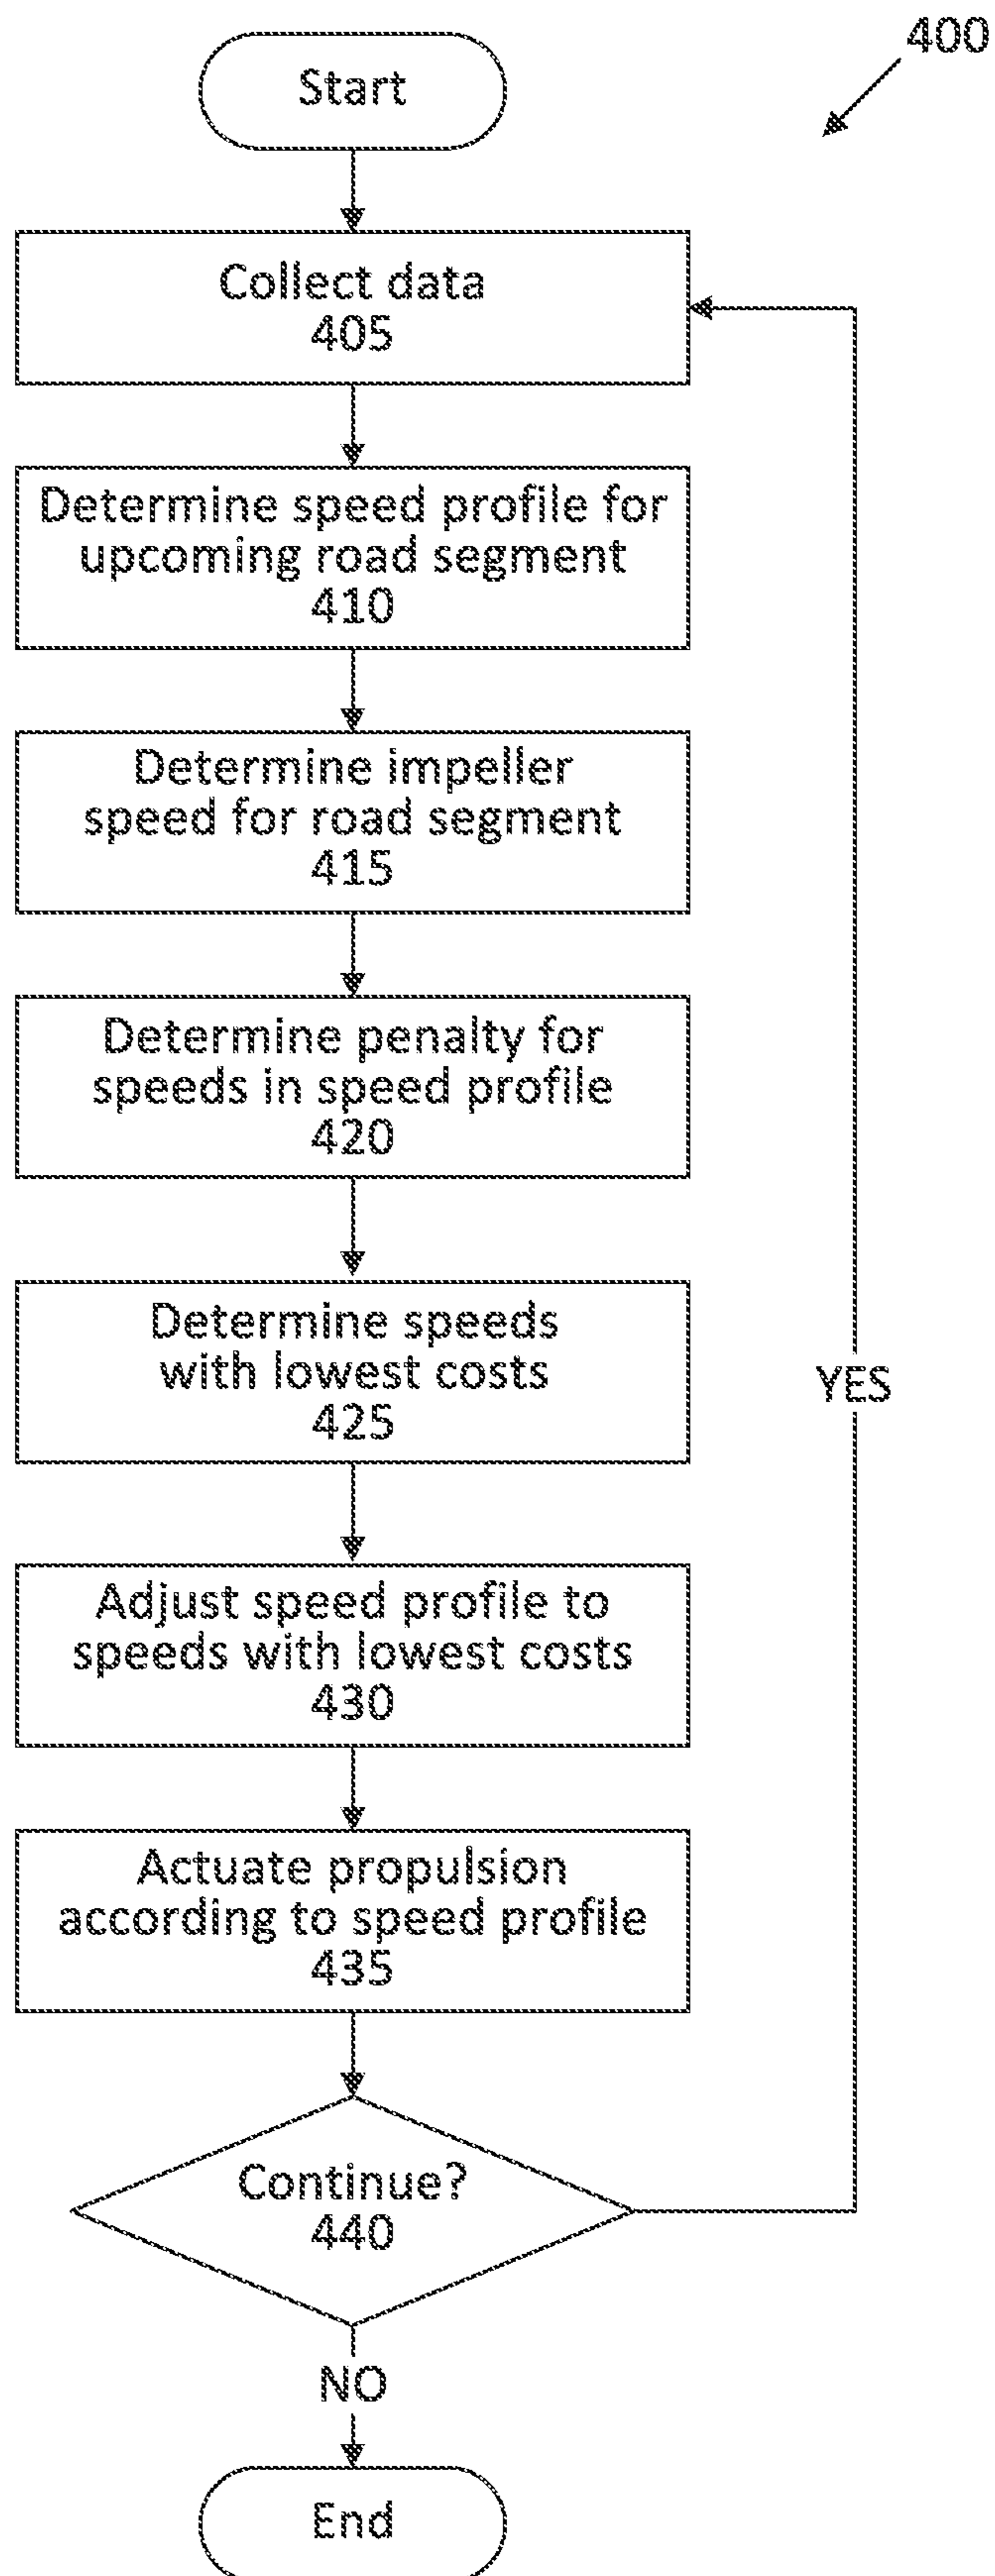 400
Start
Collect data
405
Determine speed profile for
upcoming road segment
410
Determine impeller
speed for road segment
415
Determine penalty for
speeds in speed profile
420
Determine speeds
with lowest costs
425
YES
Adjust speed profile to
speeds with lowest costs
430
Actuate propulsion
according to speed profile
435
Continue?
440
NO
End